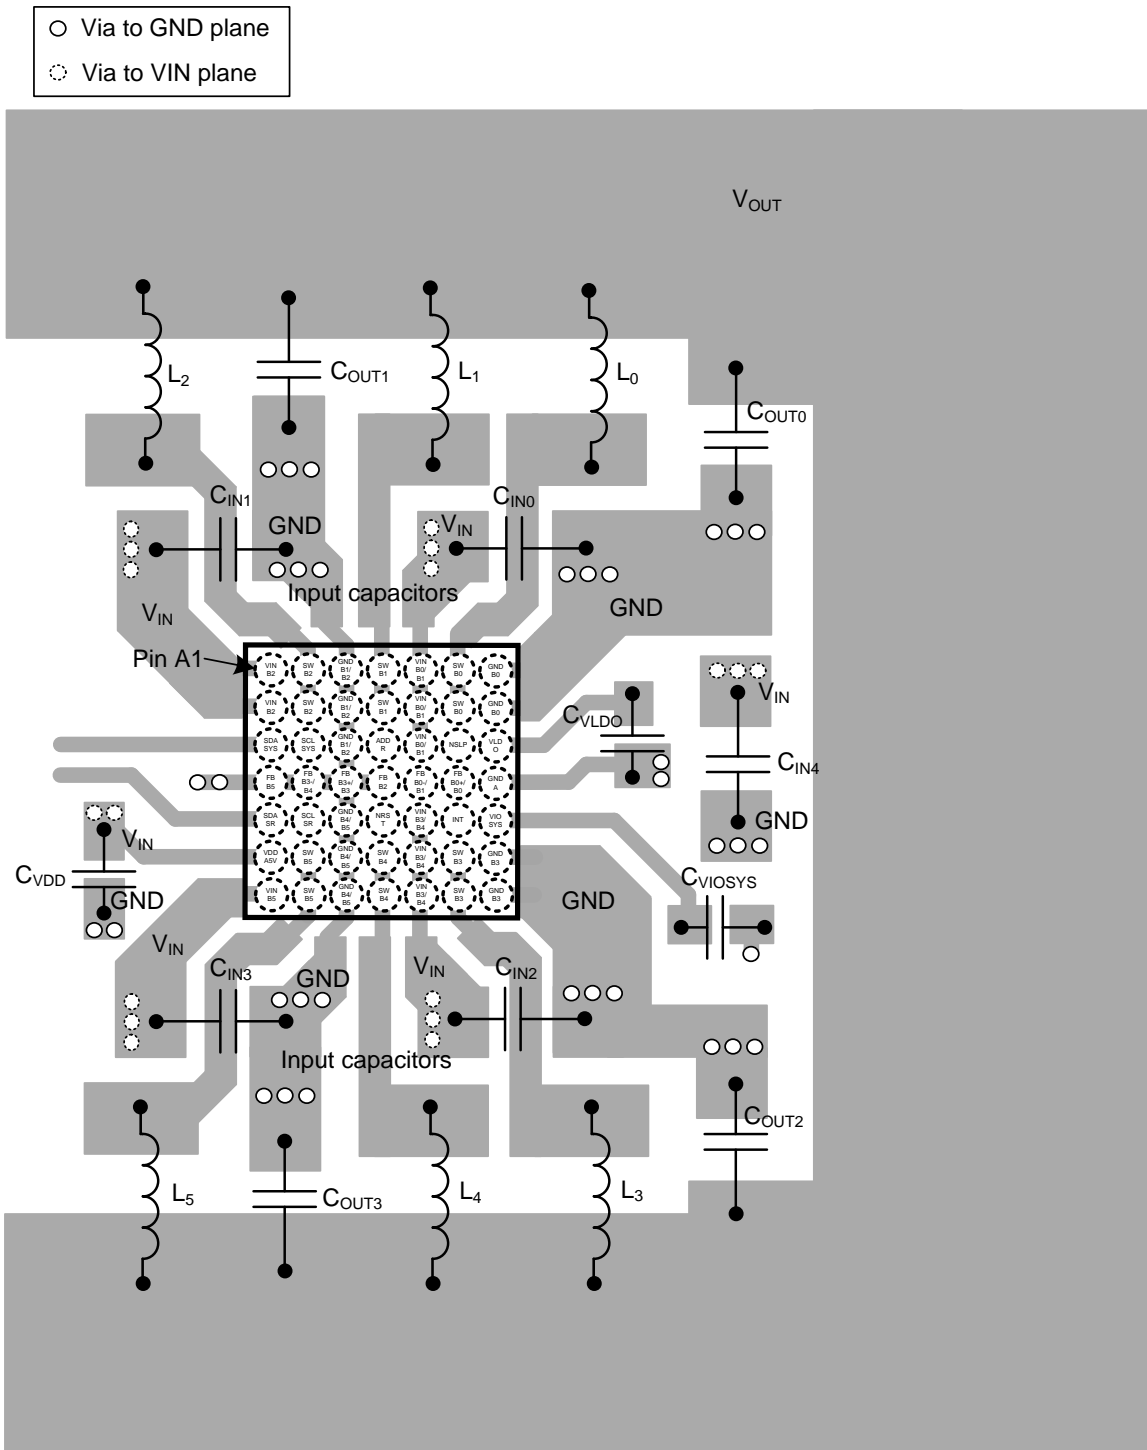 Via to GND plane
Via to VIN plane
VOUT
L2
COUT1
L1
L0
COUT0
CIN1
GND
VIN
CIN0
Input capacitors
VIN
GND
Pin A1
VIN B2
SW B2
GND B1/ B2
SW B1
VIN B0/ B1
SW B0
GND B0
VIN B2
SW B2
GND B1/ B2
SW B1
VIN B0/ B1
SW B0
GND B0
VIN
CVLDO
SDA SYS
SCL SYS
GND B1/ B2
ADD R
VIN B0/ B1
NSLP
VLD O
CIN4
FB B5
FB B3-/ B4
FB B3+/ B3
FB B2
FB B0-/ B1
FB B0+/ B0
GND A
SDA SR
SCL SR
GND B4/ B5
NRS T
VIN B3/ B4
INT
VIO SYS
GND
VIN
VDD A5V
SW B5
GND B4/ B5
SW B4
VIN B3/ B4
SW B3
GND B3
CVDD
CVIOSYS
GND
VIN B5
SW B5
GND B4/ B5
SW B4
VIN B3/ B4
SW B3
GND B3
GND
VIN
CIN3
GND
VIN
CIN2
Input capacitors
COUT2
L5
COUT3
L4
L3